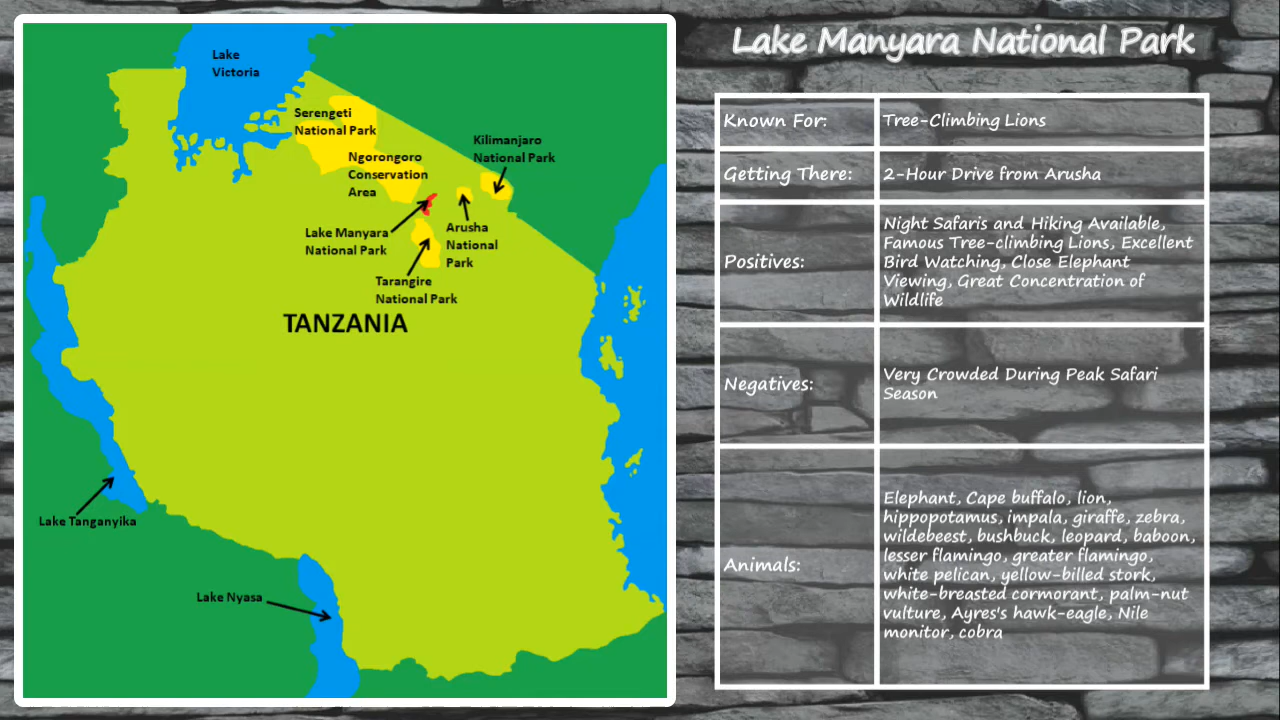 Lake
Victoria
Serengeti
National Park
Ngorongoro
Conservation
Area
Kilimanjaro
National Park
Lake Manyara
National Park
Arusha
National
Park
Tarangire
National Park
TANZANIA
Lake Tanganyika
Lake Nyasa
Lake Manyara National Park
Known For:
Tree-Climbing Lions
Getting There:
2-Hour Drive from Arusha
Positives:
Night Safaris and Hiking Available,
Famous Tree-climbing Lions, Excellent
Bird Watching, Close Elephant
Viewing, Great Concentration of
Wildlife
Negatives:
Very Crowded During Peak Safari
Season
Animals:
Elephant, Cape buffalo, lion,
hippopotamus, impala, giraffe, zebra,
wildebeest, bushbuck, leopard, baboon,
lesser flamingo, greater flamingo,
white pelican, yellow-billed stork,
white-breasted cormorant, palm-nut
vulture, Ayres's hawk-eagle, Nile
monitor, cobra